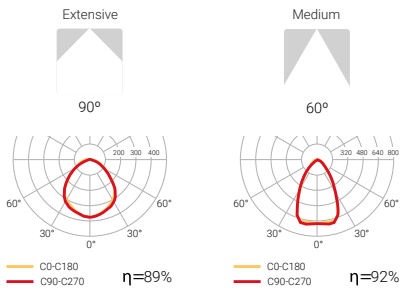 Extensive
90º
200 300 400
60° 60°
30° 30°
0°
C0-C180
C90-C270
η=89%
Medium
60º
320 480 640 800
60° 60°
30° 30°
0°
C0-C180
C90-C270
η=92%